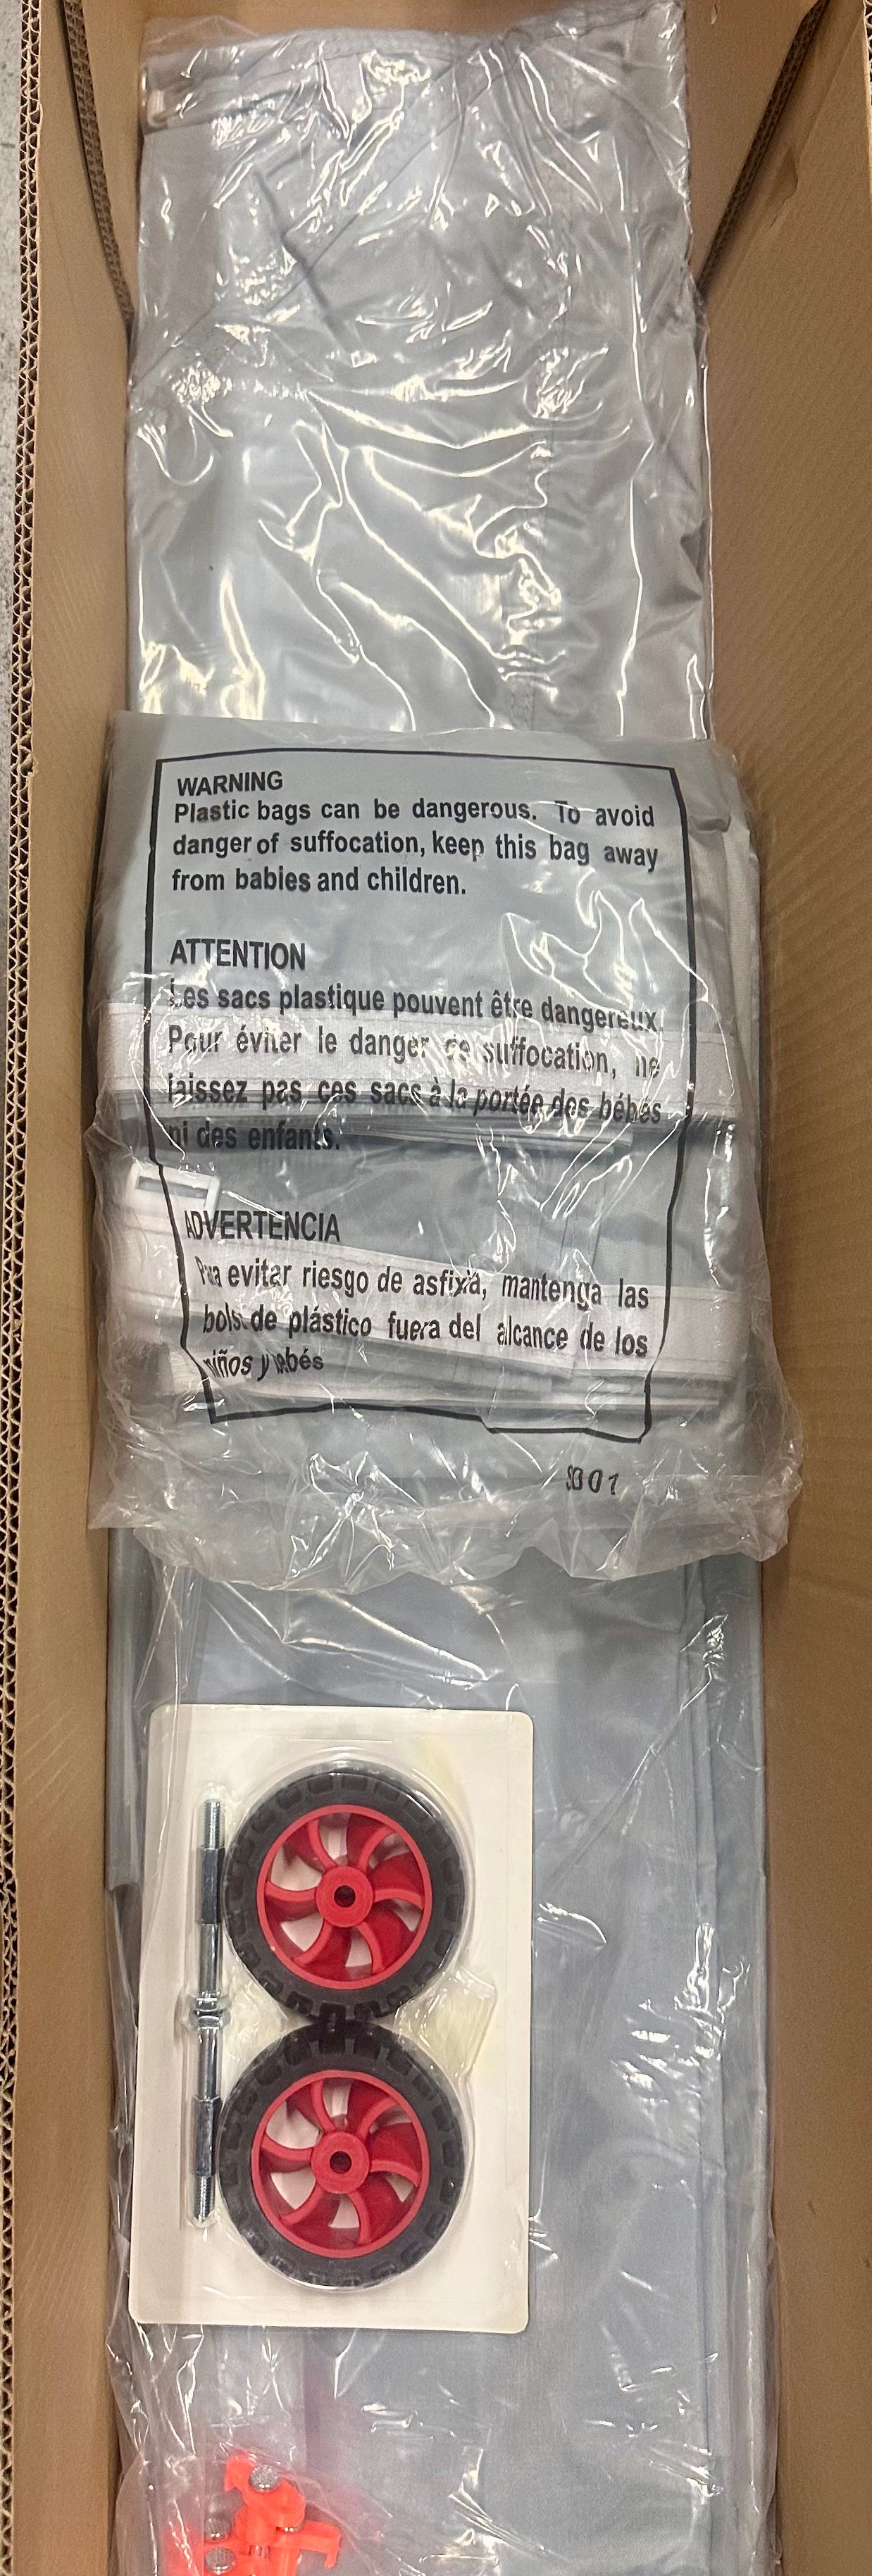 WARNING
Plastic bags can be dangerous. To avoid
danger of suffocation, keep this bag away
from babies and children.
ATTENTION
Les sacs plastique pouvent être dangereux.
Pour éviter le danger de suffocation, ne
laissez pas ces sacs à la portée des bébés
ni des enfants.
ADVERTENCIA
Para evitar riesgo de asfixia, mantenga las
de plástico fuera del alcance de los
niños y bebés